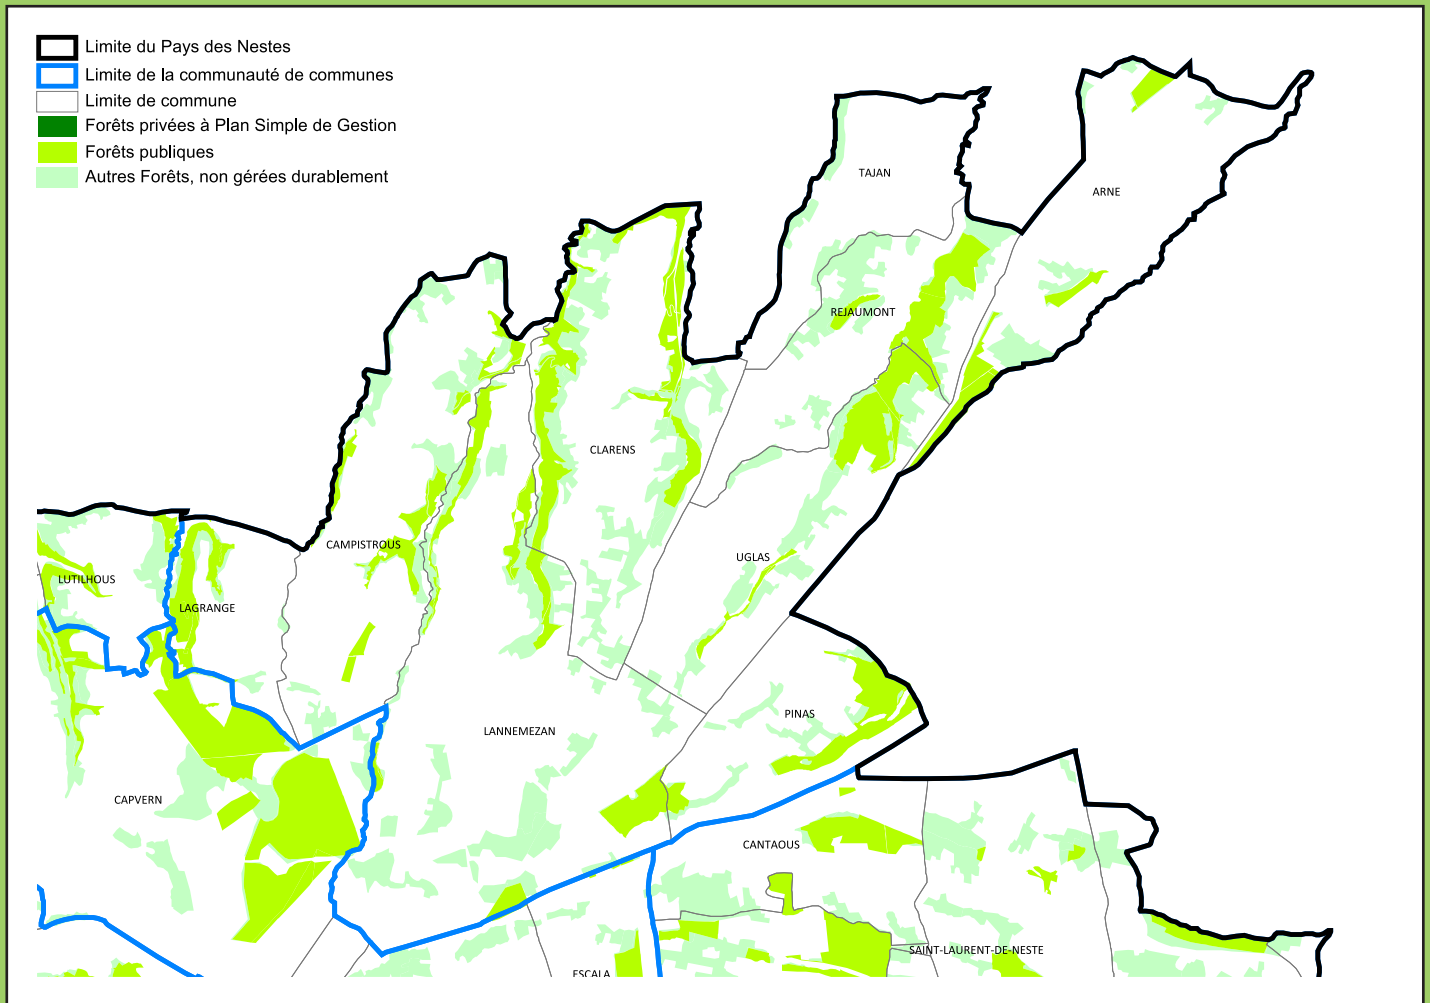 Limite du Pays des Nestes
Limite de la communauté de communes
Limite de commune
Forêts privées à Plan Simple de Gestion
Forêts publiques
Autres Forêts, non gérées durablement
TAJAN
ARNE
REJAUMONT
CLARENS
CAMPISTROUS
UGLAS
LUTILHOUS
LAGRANGE
PINAS
LANNEMEZAN
CAPVERN
CANTAOUS
SAINT-LAURENT-DE-NESTE
ESCALA